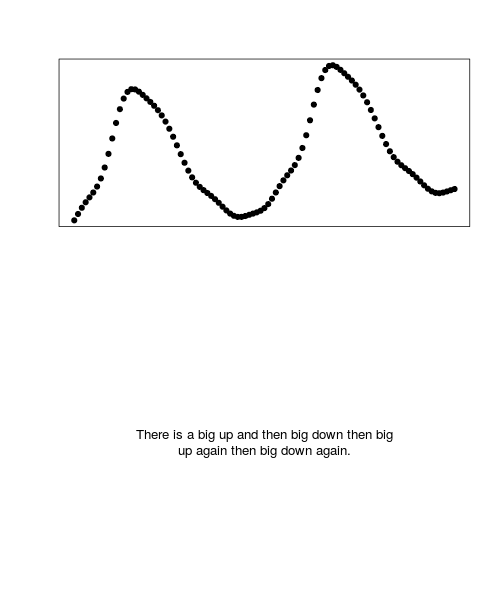 There is a big up and then big down then big
up again then big down again.